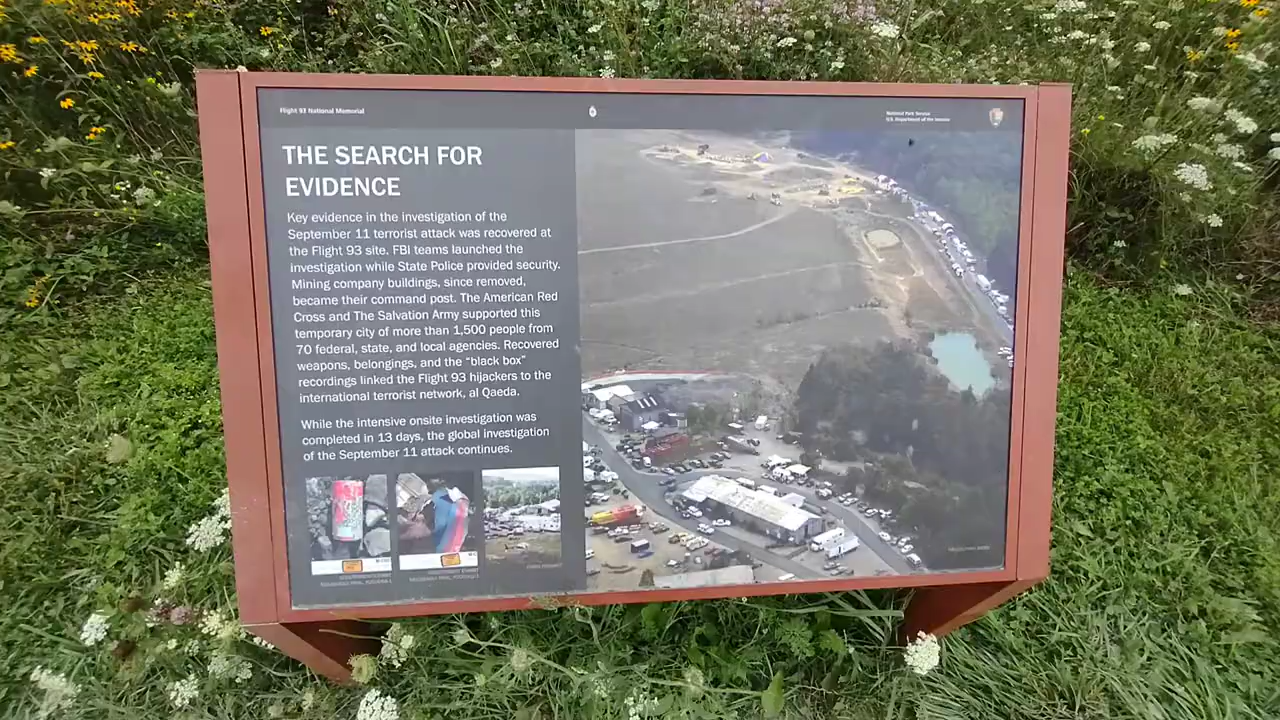 Flight 93 National Memorial
National Park Service
U.S. Department of the Interior
THE SEARCH FOR
EVIDENCE
Key evidence in the investigation of the
September 11 terrorist attack was recovered at
the Flight 93 site. FBI teams launched the
investigation while State Police provided security.
Mining company buildings, since removed,
became their command post. The American Red
Cross and The Salvation Army supported this
temporary city of more than 1,500 people from
70 federal, state, and local agencies. Recovered
weapons, belongings, and the “black box”
recordings linked the Flight 93 hijackers to the
international terrorist network, al Qaeda.
While the intensive onsite investigation was
completed in 13 days, the global investigation
of the September 11 attack continues.